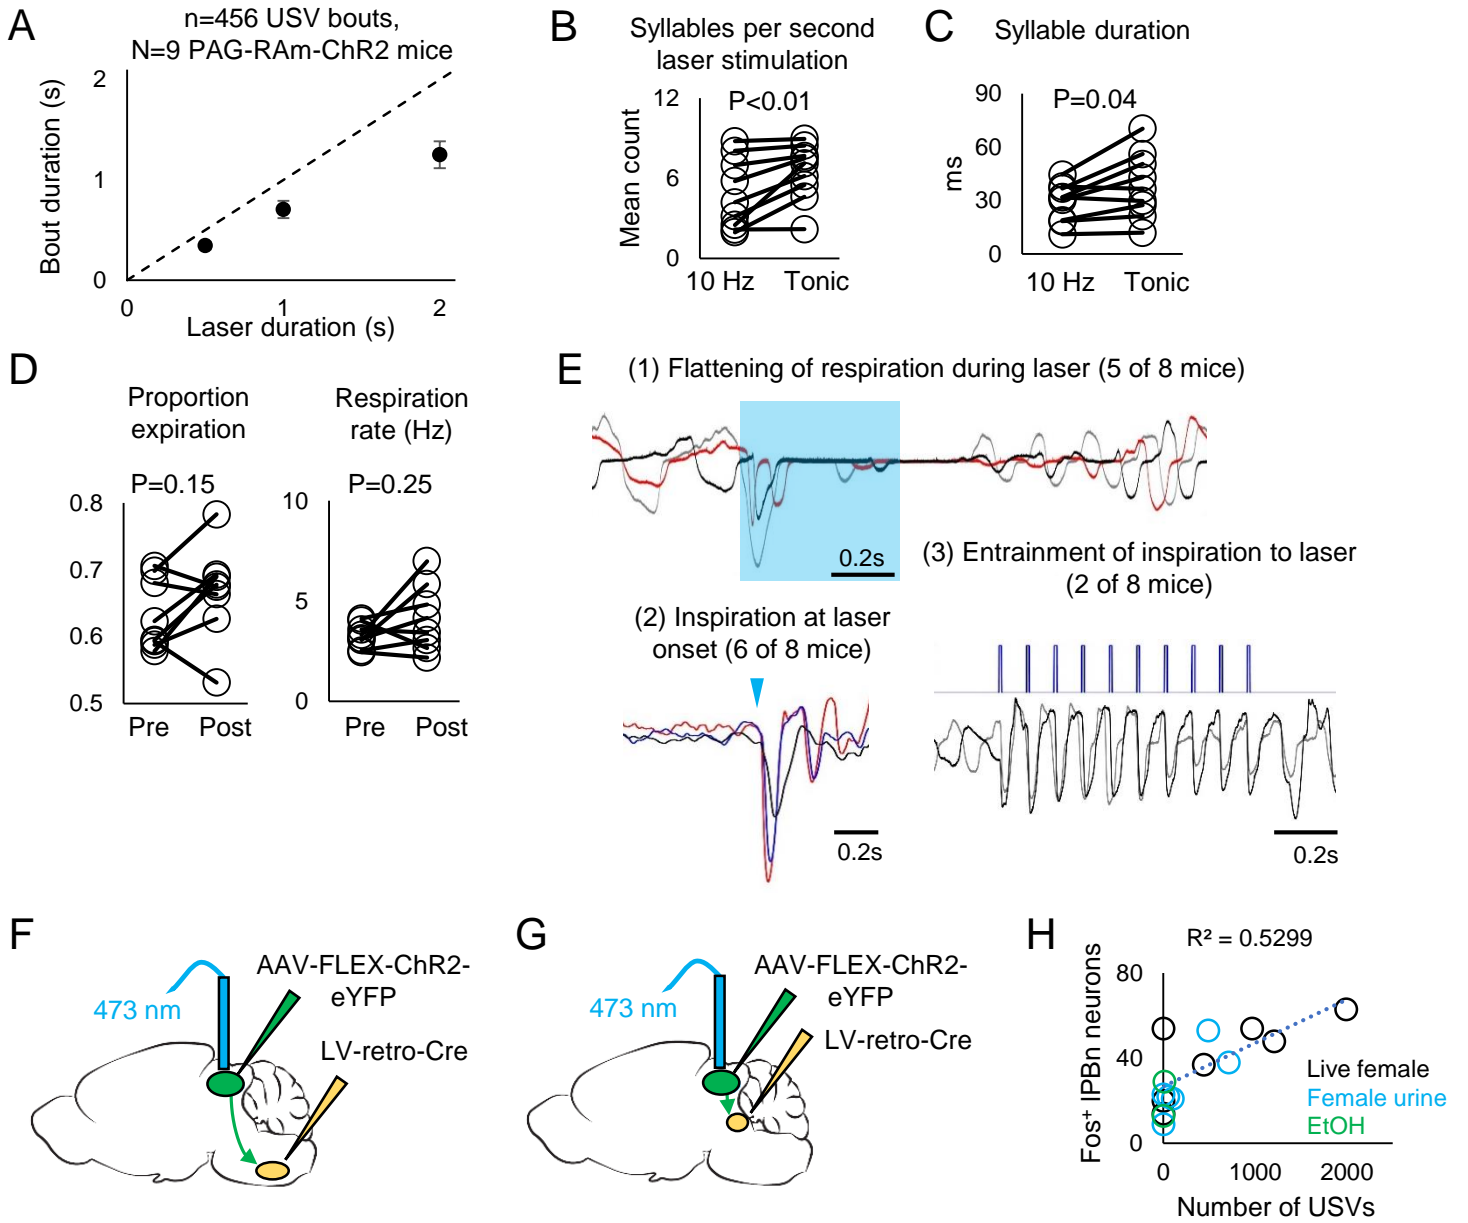 A
n=456 USV bouts,
N=9 PAG-RAm-ChR2 mice
Bout duration (s)
2
1
0
0
1
2
Laser duration (s)
B
Syllables per second
laser stimulation
P<0.01
Mean count
12
6
0
10 Hz
Tonic
C
Syllable duration
P=0.04
ms
90
60
30
0
10 Hz
Tonic
D
Proportion
expiration
P=0.15
0.8
0.7
0.6
0.5
Pre
Post
Respiration
rate (Hz)
P=0.25
10
5
0
Pre
Post
E
(1) Flattening of respiration during laser (5 of 8 mice)
0.2s
(2) Inspiration at laser
onset (6 of 8 mice)
0.2s
(3) Entrainment of inspiration to laser
(2 of 8 mice)
0.2s
F
473 nm
AAV-FLEX-ChR2-
eYFP
LV-retro-Cre
G
473 nm
AAV-FLEX-ChR2-
eYFP
LV-retro-Cre
H
R² = 0.5299
Fos⁺ lPBn neurons
80
40
0
Live female
Female urine
EtOH
0
1000
2000
Number of USVs